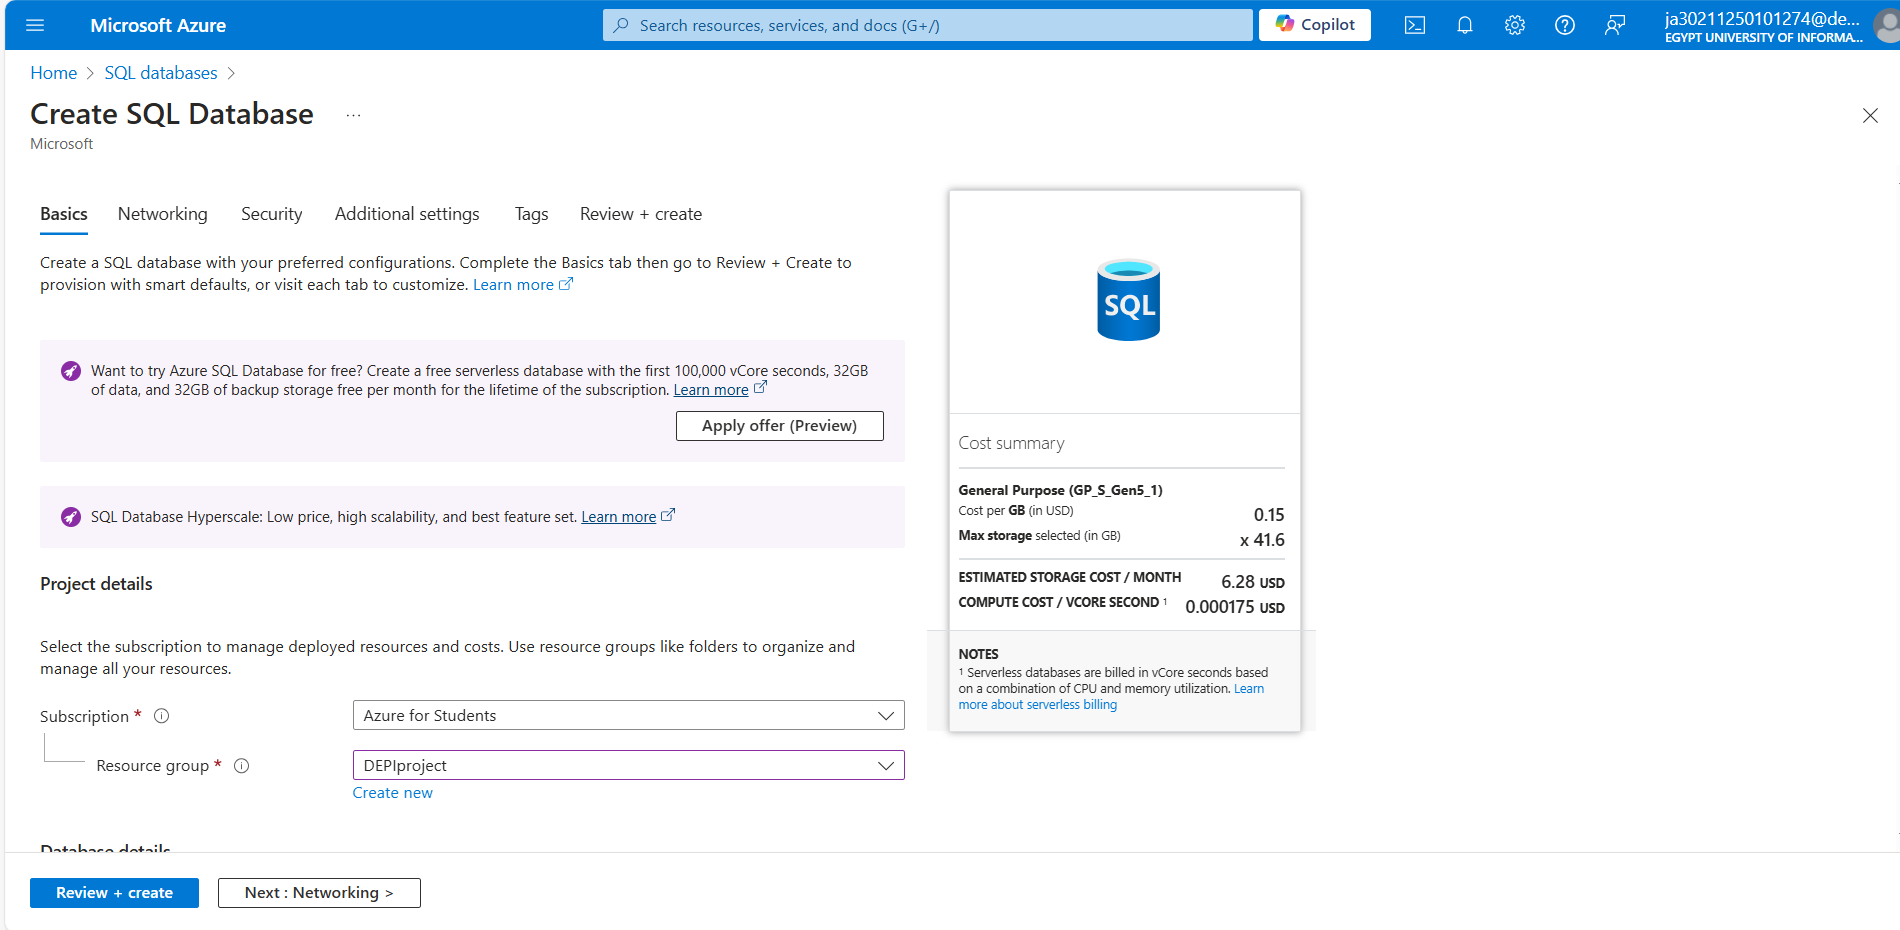 Microsoft Azure
Search resources, services, and docs (G+/)
Copilot
ja30211250101274@de...
EGYPT UNIVERSITY OF INFORMA...
Home > SQL databases >
Create SQL Database ...
Microsoft
Basics Networking Security Additional settings Tags Review + create
Create a SQL database with your preferred configurations. Complete the Basics tab then go to Review + Create to
provision with smart defaults, or visit each tab to customize. Learn more
Want to try Azure SQL Database for free? Create a free serverless database with the first 100,000 vCore seconds, 32GB
of data, and 32GB of backup storage free per month for the lifetime of the subscription. Learn more
Apply offer (Preview)
SQL Database Hyperscale: Low price, high scalability, and best feature set. Learn more
Project details
Select the subscription to manage deployed resources and costs. Use resource groups like folders to organize and
manage all your resources.
Subscription * Azure for Students
Resource group * DEPIproject
Create new
Database details
Review + create
Next : Networking >
SQL
Cost summary
General Purpose (GP_S_Gen5_1)
Cost per GB (in USD) 0.15
Max storage selected (in GB) x 41.6
ESTIMATED STORAGE COST / MONTH 6.28 USD
COMPUTE COST / VCORE SECOND 1 0.000175 USD
NOTES
1 Serverless databases are billed in vCore seconds based
on a combination of CPU and memory utilization. Learn
more about serverless billing